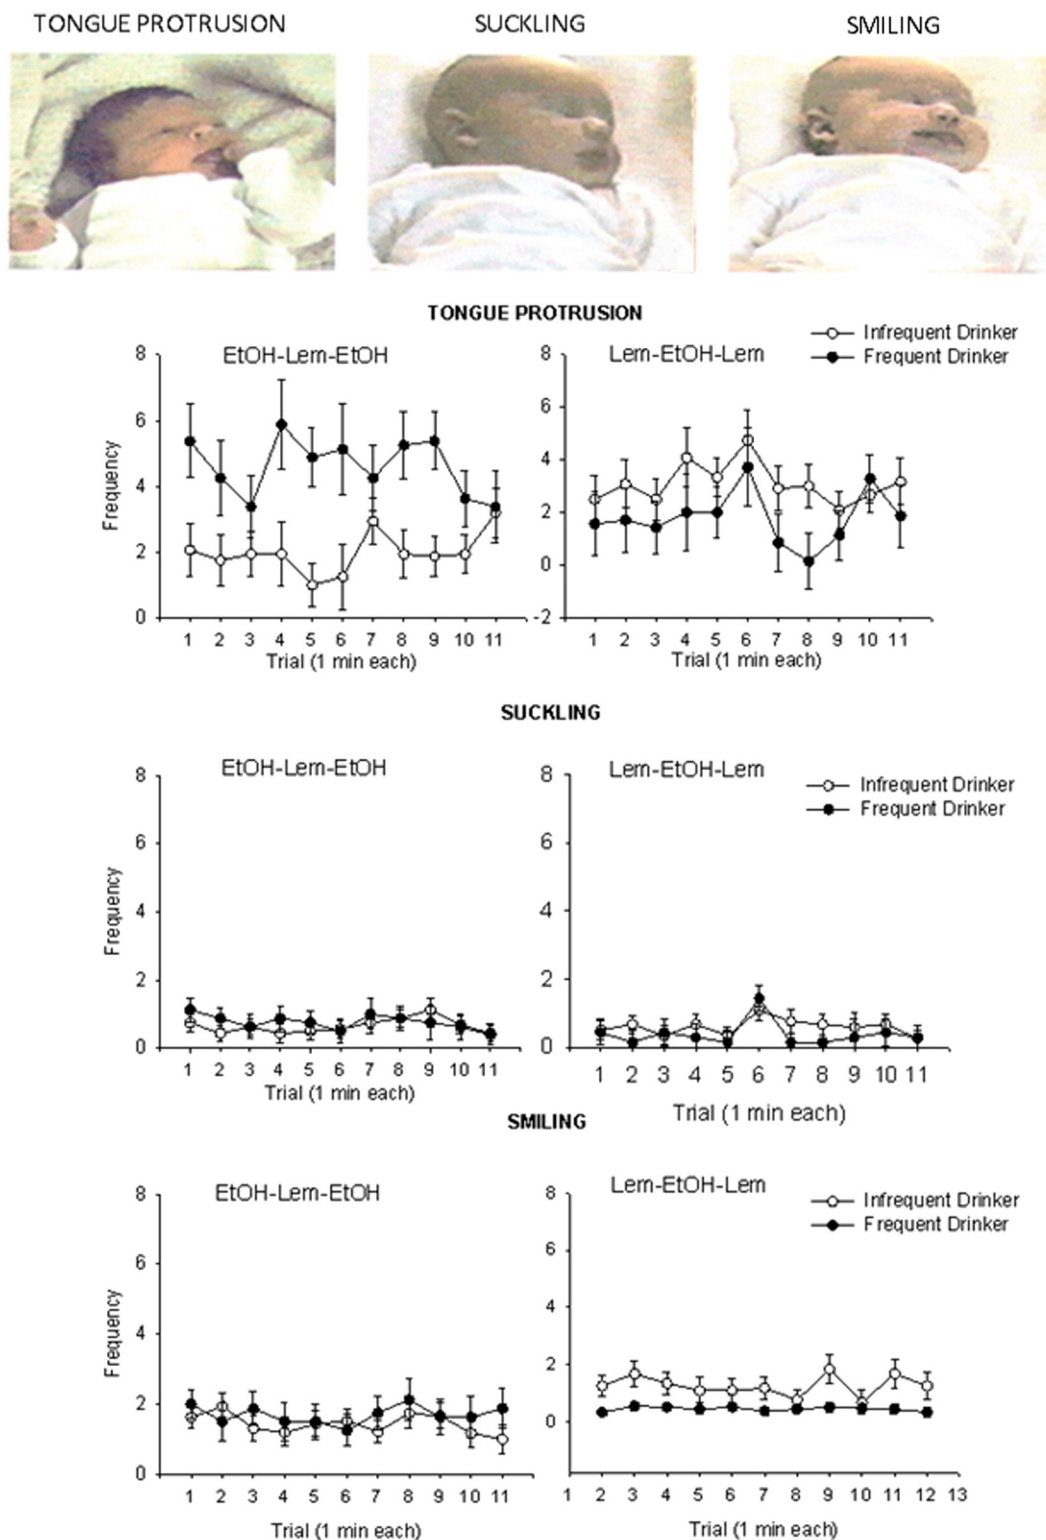 TONGUE PROTRUSION SUCKLING SMILING
TONGUE PROTRUSION
Infrequent Drinker
Frequent Drinker
EtOH-Lem-EtOH
8
6
4
2
0
Frequency
1 2 3 4 5 6 7 8 9 10 11
Trial (1 min each)
Lem-EtOH-Lem
8
6
4
2
0
-2
1 2 3 4 5 6 7 8 9 10 11
Trial (1 min each)
SUCKLING
EtOH-Lem-EtOH
8
6
4
2
0
Frequency
1 2 3 4 5 6 7 8 9 10 11
Trial (1 min each)
Lem-EtOH-Lem
Infrequent Drinker
Frequent Drinker
8
6
4
2
0
1 2 3 4 5 6 7 8 9 10 11
Trial (1 min each)
SMILING
EtOH-Lem-EtOH
8
6
4
2
0
Frequency
1 2 3 4 5 6 7 8 9 10 11
Trial (1 min each)
Lem-EtOH-Lem
Infrequent Drinker
Frequent Drinker
8
6
4
2
0
1 2 3 4 5 6 7 8 9 10 11 12 13
Trial (1 min each)